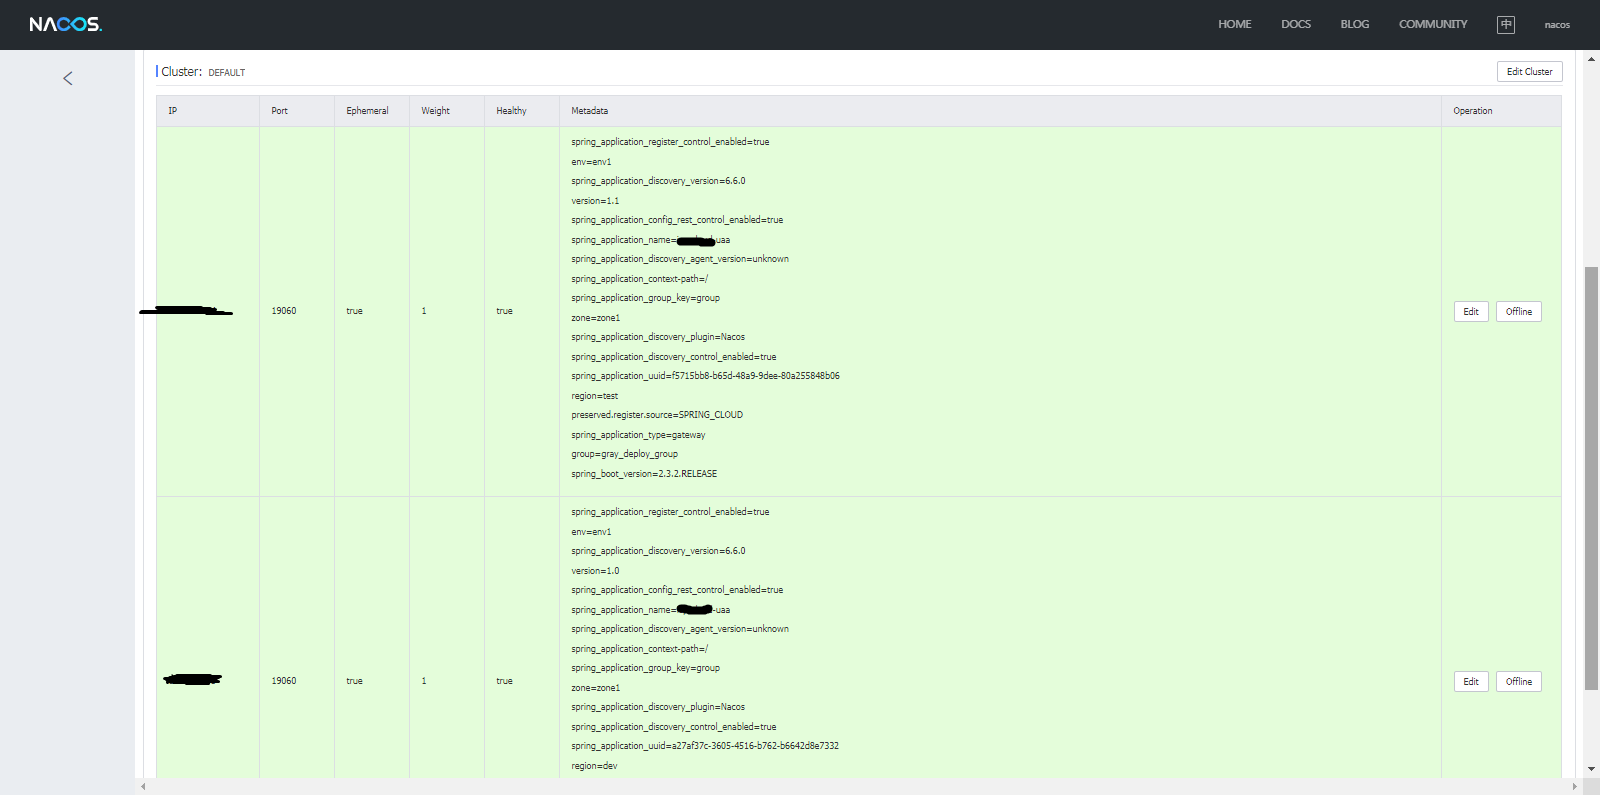 NACOS.
HOME DOCS BLOG COMMUNITY 中 nacos
Cluster: DEFAULT Edit Cluster
IP Port Ephemeral Weight Healthy Metadata Operation
spring_application_register_control_enabled=true
env=env1
spring_application_discovery_version=6.6.0
version=1.1
spring_application_config_rest_control_enabled=true
spring_application_name= -uaa
spring_application_discovery_agent_version=unknown
spring_application_context-path=/
spring_application_group_key=group
19060 true 1 true zone=zone1 Edit Offline
spring_application_discovery_plugin=Nacos
spring_application_discovery_control_enabled=true
spring_application_uuid=f5715bb8-b65d-48a9-9dee-80a255848b06
region=test
preserved.register.source=SPRING_CLOUD
spring_application_type=gateway
group=gray_deploy_group
spring_boot_version=2.3.2.RELEASE
spring_application_register_control_enabled=true
env=env1
spring_application_discovery_version=6.6.0
version=1.0
spring_application_config_rest_control_enabled=true
spring_application_name= -uaa
spring_application_discovery_agent_version=unknown
spring_application_context-path=/
spring_application_group_key=group
19060 true 1 true zone=zone1 Edit Offline
spring_application_discovery_plugin=Nacos
spring_application_discovery_control_enabled=true
spring_application_uuid=a27af37c-3605-4516-b762-b6642d8e7332
region=dev